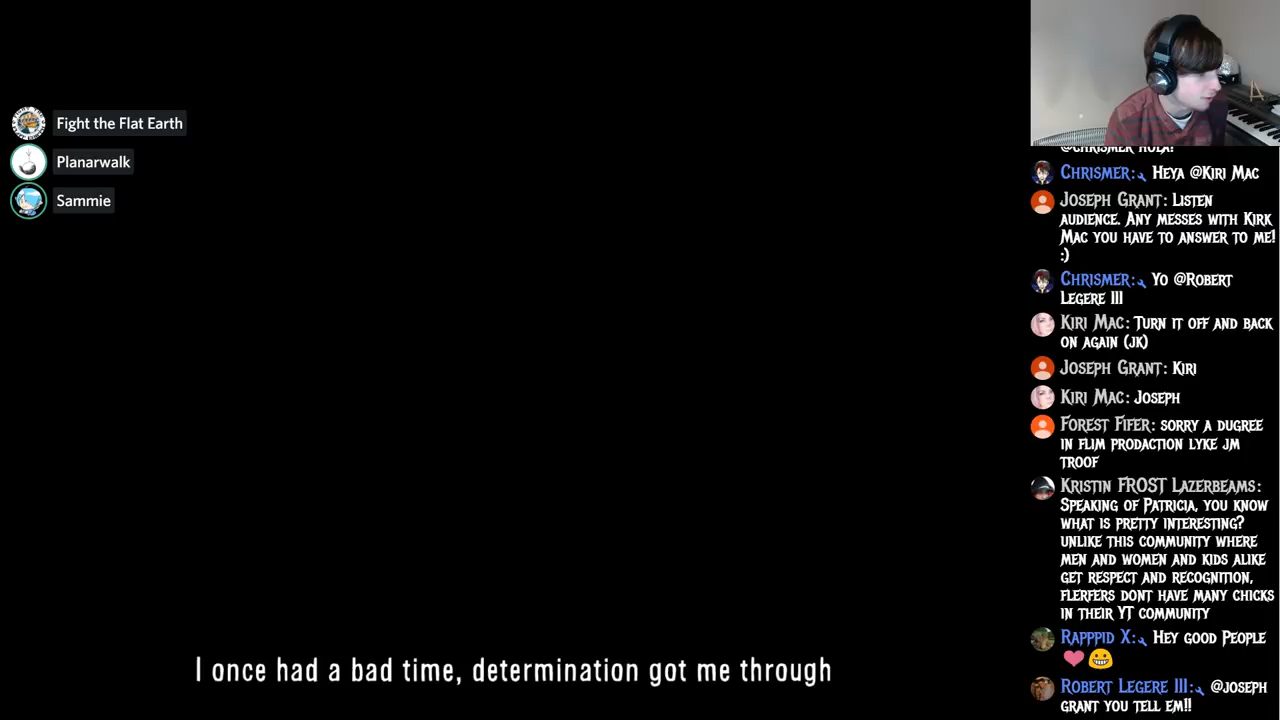 Fight the Flat Earth
Planarwalk
Sammie
I once had a bad time, determination got me through
@Chrismer Hola!
Chrismer: Heya @Kiri Mac
Joseph Grant: Listen
audience. Any messes with Kirk
Mac you have to answer to me!
:)
Chrismer: Yo @Robert
Legere III
Kiri Mac: Turn it off and back
on again (jk)
Joseph Grant: Kiri
Kiri Mac: Joseph
Forest Fifer: sorry a dugree
in flim prodaction lyke jm
troof
Kristin FROST Lazerbeams:
Speaking of Patricia, you know
what is pretty interesting?
unlike this community where
men and women and kids alike
get respect and recognition,
flerfers dont have many chicks
in their YT community
Rapppid X: Hey good People
❤😀
Robert Legere III: @joseph
grant you tell em!!